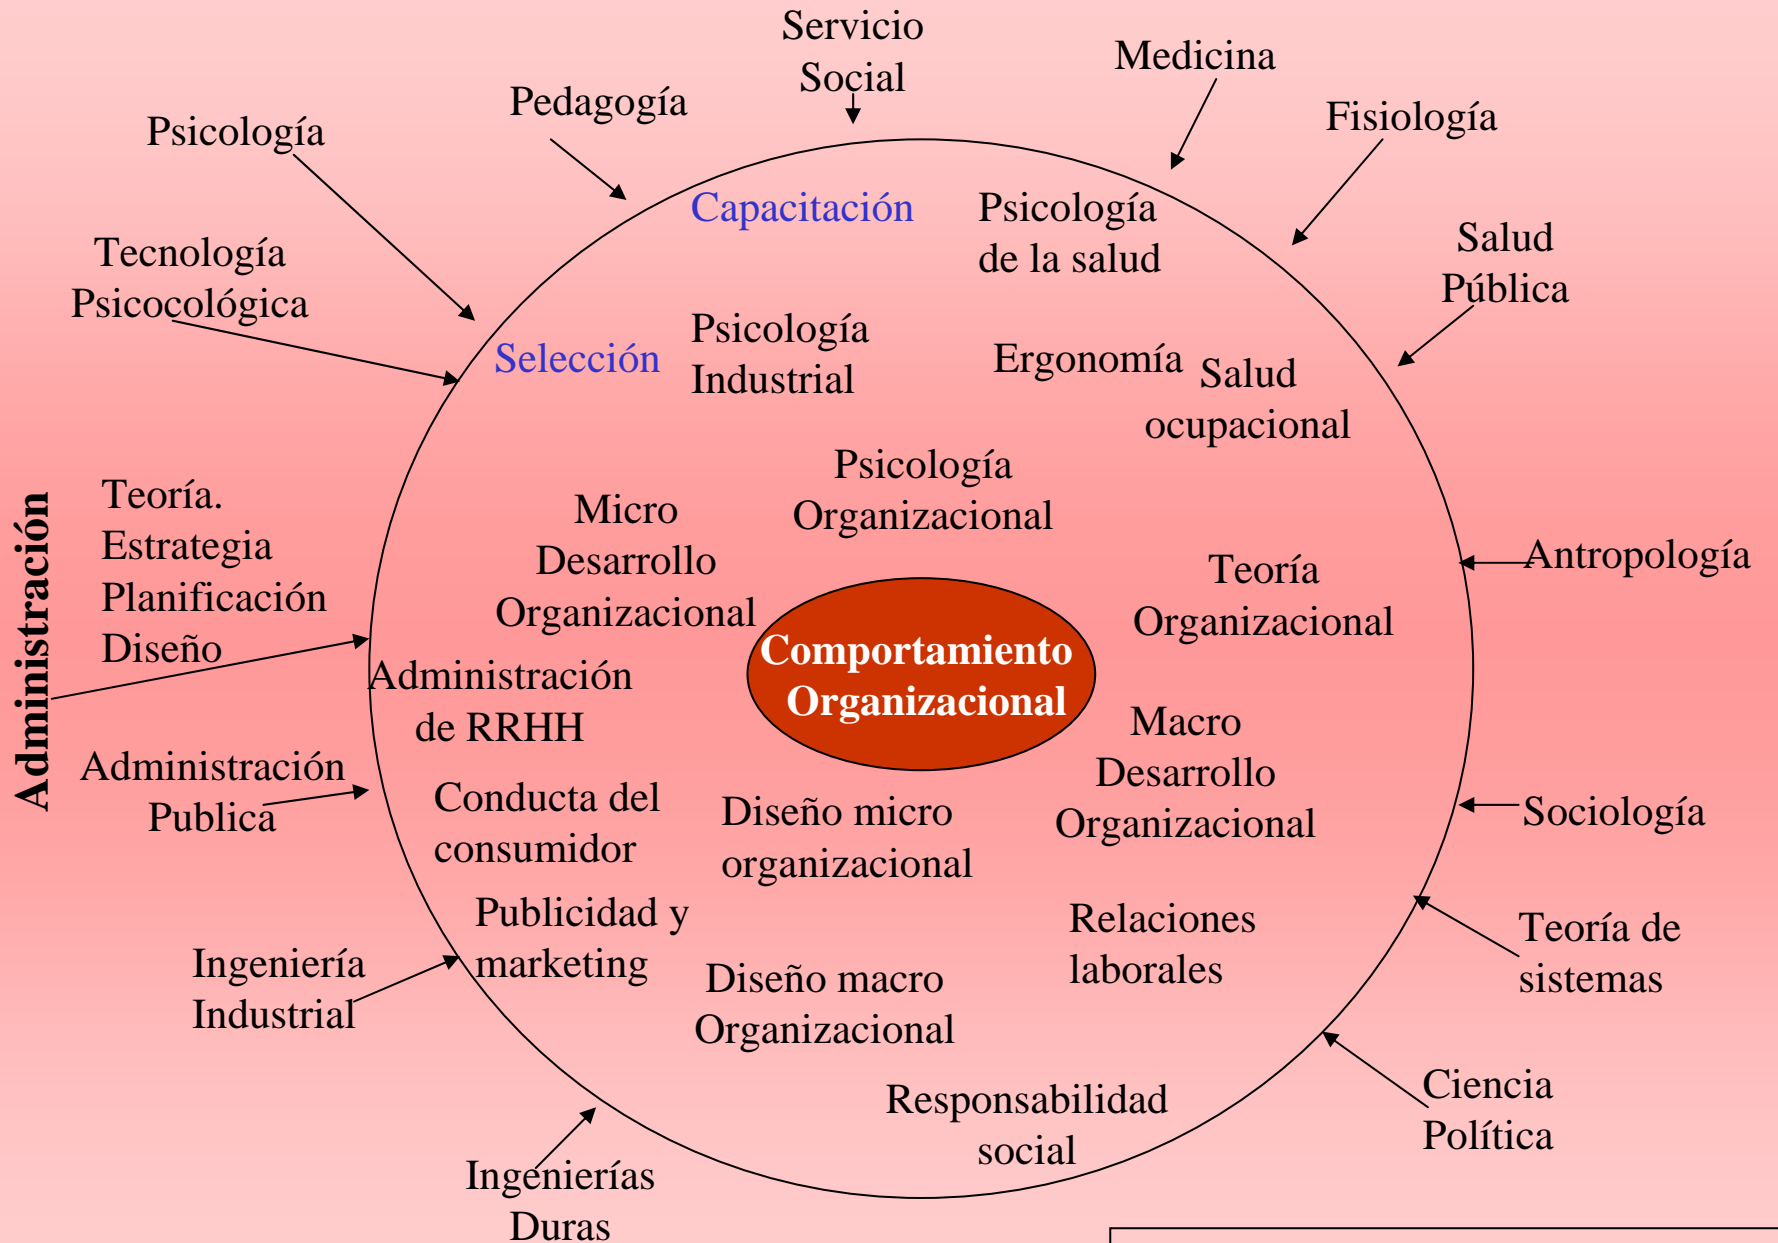 Servicio
Social
Medicina
Pedagogía
Fisiología
Psicología
Capacitación
Psicología
de la salud
Salud
Pública
Tecnología
Psicocológica
Psicología
Industrial
Selección
Ergonomía
Salud
ocupacional
Psicología
Organizacional
Administración
Teoría.
Estrategia
Planificación
Diseño
Micro
Desarrollo
Organizacional
Teoría
Organizacional
Antropología
Comportamiento
Organizacional
Administración
de RRHH
Macro
Desarrollo
Organizacional
Administración
Publica
Conducta del
consumidor
Diseño micro
organizacional
Sociología
Publicidad y
marketing
Relaciones
laborales
Teoría de
sistemas
Ingeniería
Industrial
Diseño macro
Organizacional
Responsabilidad
social
Ciencia
Política
Ingenierías
Duras